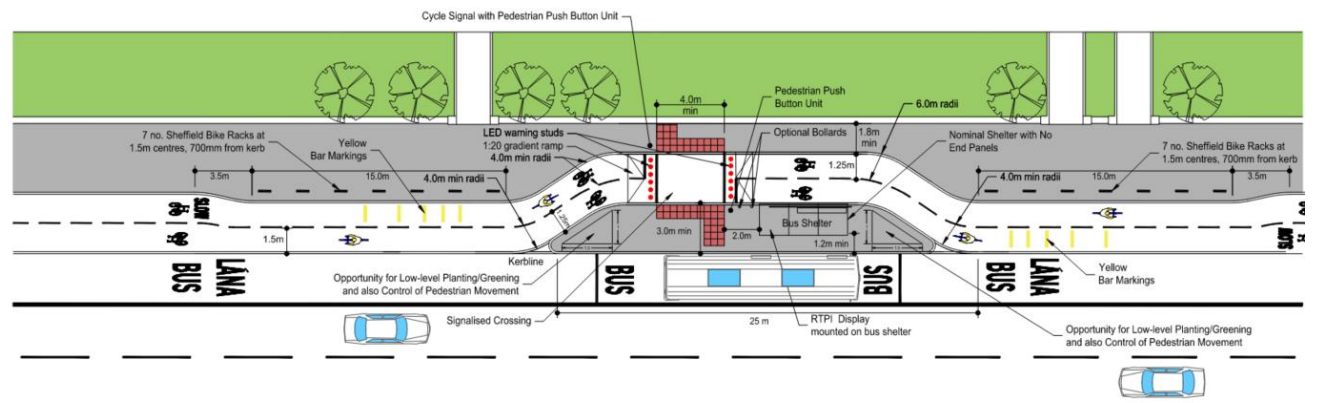 Cycle Signal with Pedestrian Push Button Unit
4.0m
min
Pedestrian Push
Button Unit
6.0m radii
7 no. Sheffield Bike Racks at
1.5m centres, 700mm from kerb
Yellow
Bar Markings
LED warning studs
1:20 gradient ramp
4.0m min radii
Optional Bollards
1.8m
min
Nominal Shelter with No
End Panels
7 no. Sheffield Bike Racks at
1.5m centres, 700mm from kerb
3.5m
15.0m
4.0m min radii
1.25m
4.0m min radii
15.0m
3.5m
SLOW
1.5m
1.25m
3.0m min
2.0m
Bus Shelter
1.2m min
SLOW
Kerbline
Opportunity for Low-level Planting/Greening
and also Control of Pedestrian Movement
LÁNA
BUS
BUS
BUS
LÁNA
BUS
Yellow
Bar Markings
Signalised Crossing
25 m
RTPI Display
mounted on bus shelter
Opportunity for Low-level Planting/Greening
and also Control of Pedestrian Movement